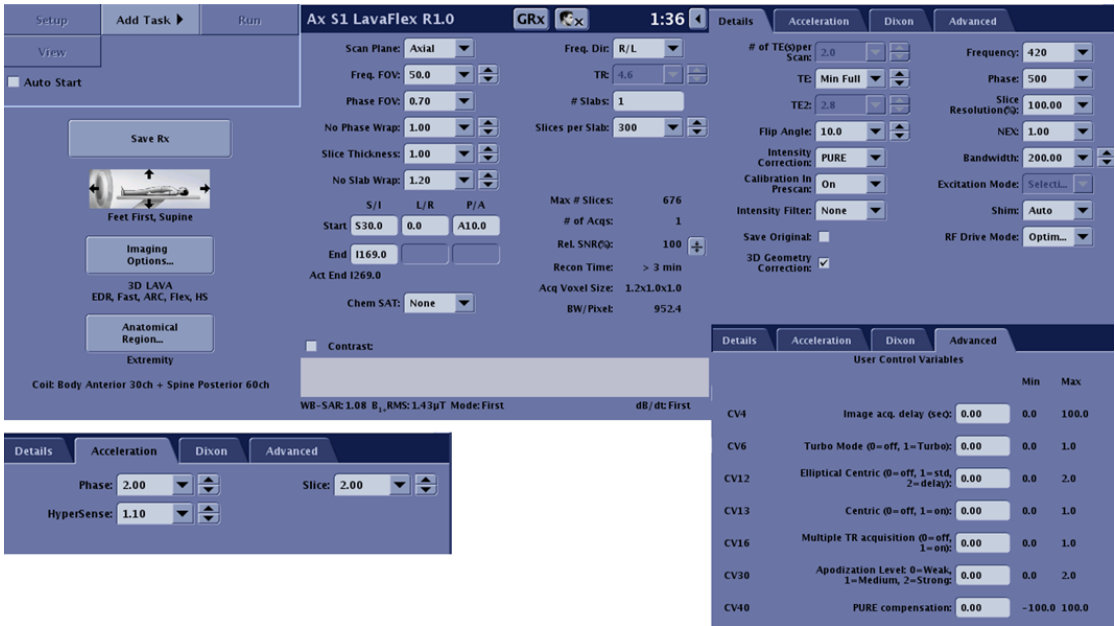 Setup Add Task Run
View
Auto Start
Save Rx
Feet First, Supine
Imaging
Options...
3D LAVA
EDR, Fast, ARC, Flex, HS
Anatomical
Region...
Extremity
Coil: Body Anterior 30ch + Spine Posterior 60ch
Ax S1 LavaFlex R1.0 GRx 1:36
Scan Plane: Axial
Freq. FOV: 50.0
Phase FOV: 0.70
No Phase Wrap: 1.00
Slice Thickness: 1.00
No Slab Wrap: 1.20
S/I L/R P/A
Start S30.0 0.0 A10.0
End I169.0
Act End I269.0
Chem SAT: None
Contrast:
Freq. Dir: R/L
TR: 4.6
# Slabs: 1
Slices per Slab: 300
Max # Slices: 676
# of Acqs: 1
Rel. SNR(%): 100
Recon Time: > 3 min
Acq Voxel Size: 1.2x1.0x1.0
BW/Pixel: 952.4
WB-SAR: 1.08 B1+RMS: 1.43µT Mode: First dB/dt: First
Details Acceleration Dixon Advanced
# of TE(s)per
Scan: 2.0
TE: Min Full
TE2: 2.8
Flip Angle: 10.0
Intensity
Correction: PURE
Calibration In
Prescan: On
Intensity Filter: None
Save Original:
3D Geometry
Correction:
Frequency: 420
Phase: 500
Slice
Resolution(%): 100.00
NEX: 1.00
Bandwidth: 200.00
Excitation Mode: Selecti...
Shim: Auto
RF Drive Mode: Optim...
Details Acceleration Dixon Advanced
User Control Variables
Min Max
CV4 Image acq. delay (sec): 0.00 0.0 100.0
CV6 Turbo Mode (0=off, 1=Turbo): 0.00 0.0 1.0
CV12 Elliptical Centric (0=off, 1=std,
2=delay): 0.00 0.0 2.0
CV13 Centric (0=off, 1=on): 0.00 0.0 1.0
CV16 Multiple TR acquisition (0=off,
1=on): 0.00 0.0 1.0
CV30 Apodization Level: 0=Weak,
1=Medium, 2=Strong: 0.00 0.0 2.0
CV40 PURE compensation: 0.00 -100.0 100.0
Details Acceleration Dixon Advanced
Phase: 2.00 Slice: 2.00
HyperSense: 1.10